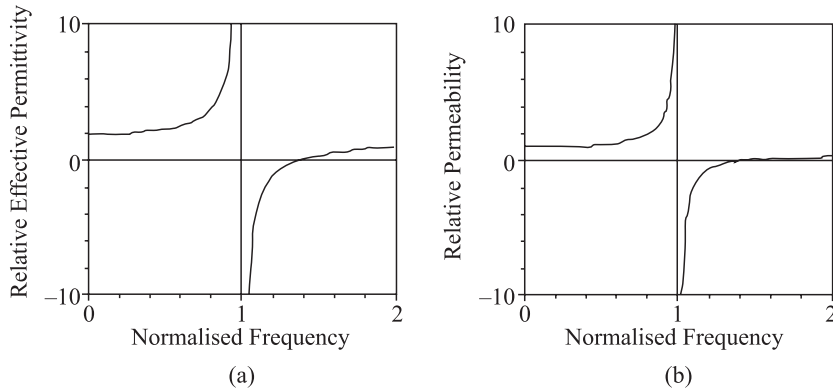 Relative Effective Permittivity
10
0
–10
0
1
2
Normalised Frequency
(a)
Relative Permeability
10
0
–10
0
1
2
Normalised Frequency
(b)